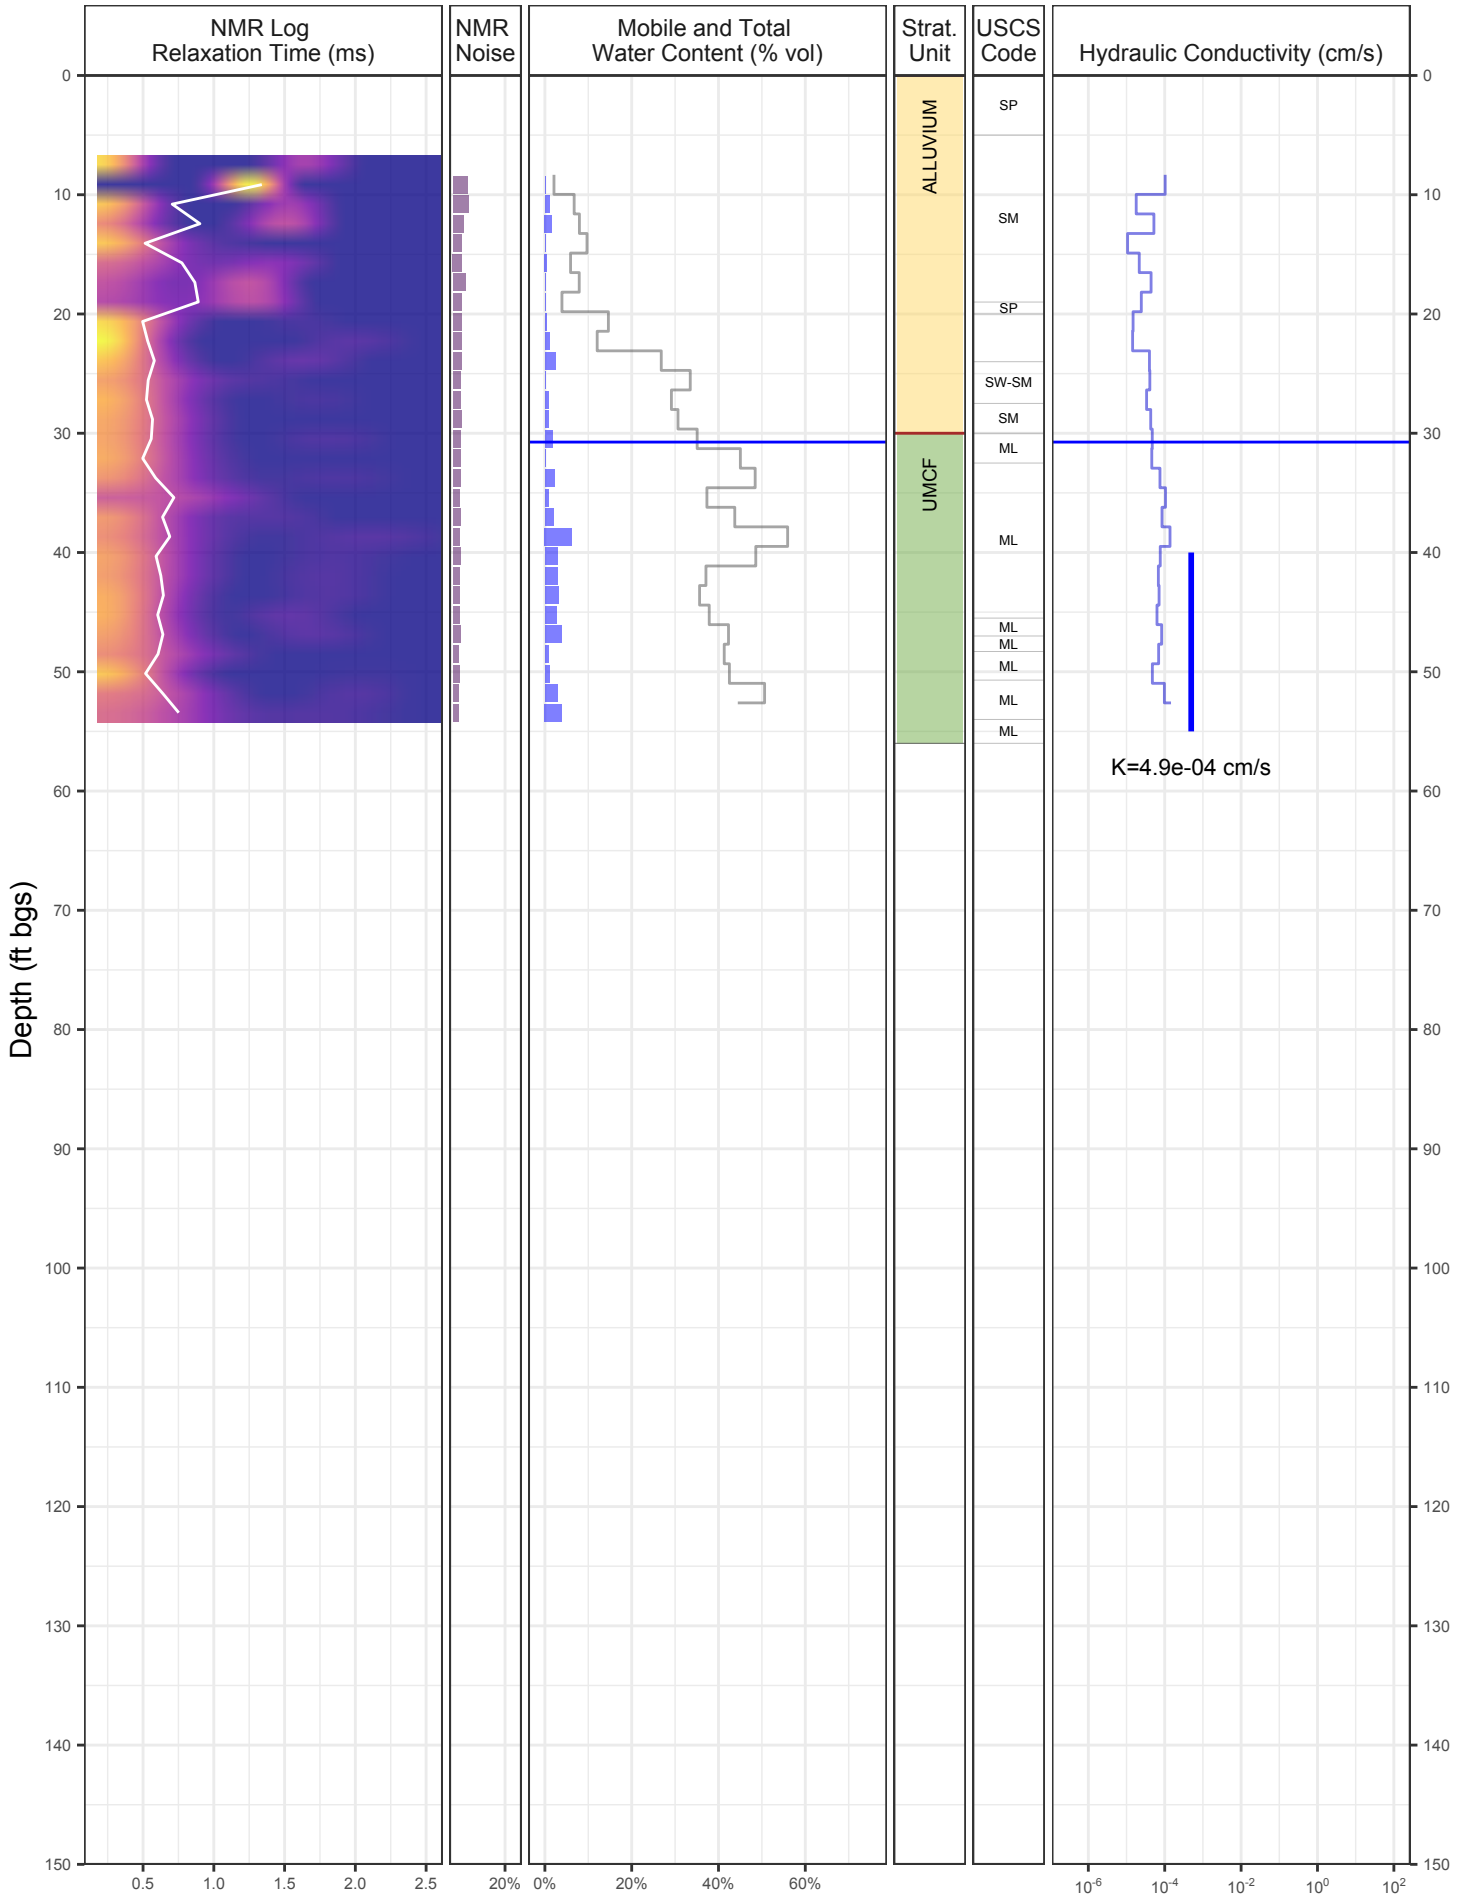 NMR Log
Relaxation Time (ms)
NMR
Noise
Mobile and Total
Water Content (% vol)
Strat.
Unit
USCS
Code
Hydraulic Conductivity (cm/s)
Depth (ft bgs)
0
10
20
30
40
50
60
70
80
90
100
110
120
130
140
150
ALLUVIUM
UMCF
SP
SM
SP
SW-SM
SM
ML
ML
ML
ML
ML
ML
ML
K=4.9e-04 cm/s
0
10
20
30
40
50
60
70
80
90
100
110
120
130
140
150
0.5 1.0 1.5 2.0 2.5
20%
0% 20% 40% 60%
10⁻⁶ 10⁻⁴ 10⁻² 10⁰ 10²